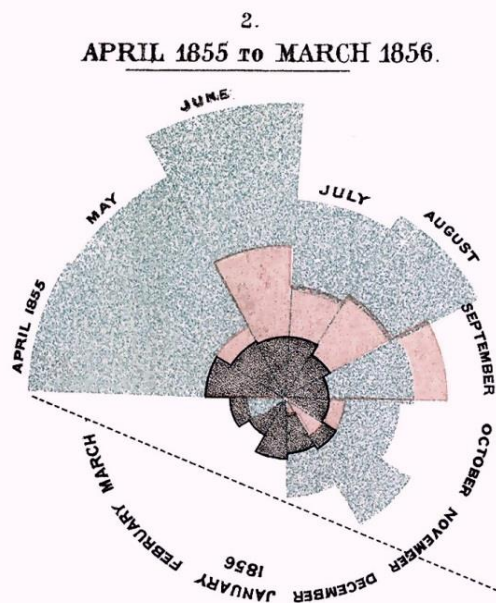 2.
APRIL 1855 TO MARCH 1856.
JUNE
JULY
MAY
AUGUST
APRIL 1855
SEPTEMBER
OCTOBER
NOVEMBER
DECEMBER
JANUARY
1856
FEBRUARY
MARCH